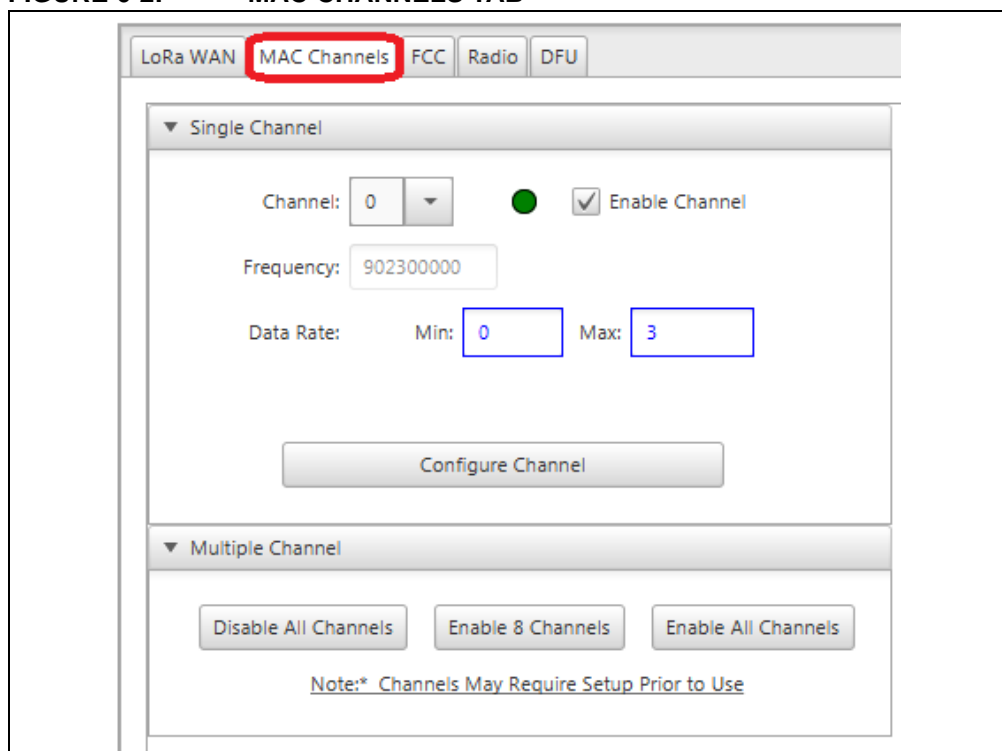 LoRa WAN MAC Channels FCC Radio DFU
Single Channel
Channel: 0 Enable Channel
Frequency: 902300000
Data Rate: Min: 0 Max: 3
Configure Channel
Multiple Channel
Disable All Channels Enable 8 Channels Enable All Channels
Note:* Channels May Require Setup Prior to Use